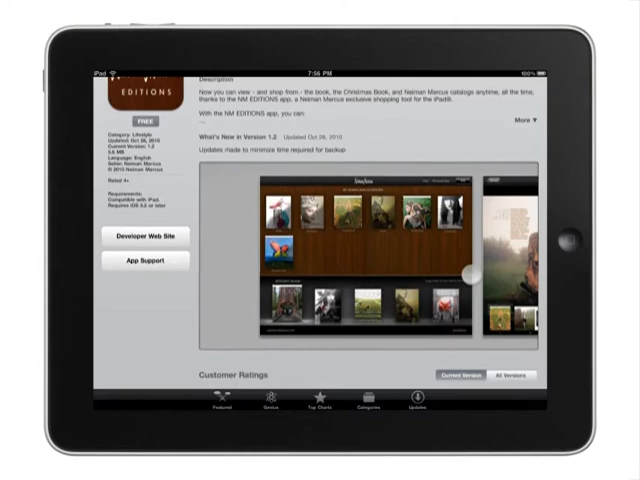 iPad
7:56 PM
100%
EDITIONS
FREE
Category: Lifestyle
Updated: Oct 26, 2010
Current Version: 1.2
5.6 MB
Language: English
Seller: Neiman Marcus
© 2010 Neiman Marcus
Rated 4+
Requirements:
Compatible with iPad.
Requires iOS 3.2 or later
Developer Web Site
App Support
Description
Now you can view - and shop from - the book, the Christmas Book, and Neiman Marcus catalogs anytime, all the time,
thanks to the NM EDITIONS app, a Neiman Marcus exclusive shopping tool for the iPad®.
With the NM EDITIONS app, you can:
...
More ▼
What's New in Version 1.2 Updated Oct 26, 2010
Updates made to minimize time required for backup
Customer Ratings
Current Version
All Versions
Featured
Genius
Top Charts
Categories
Updates